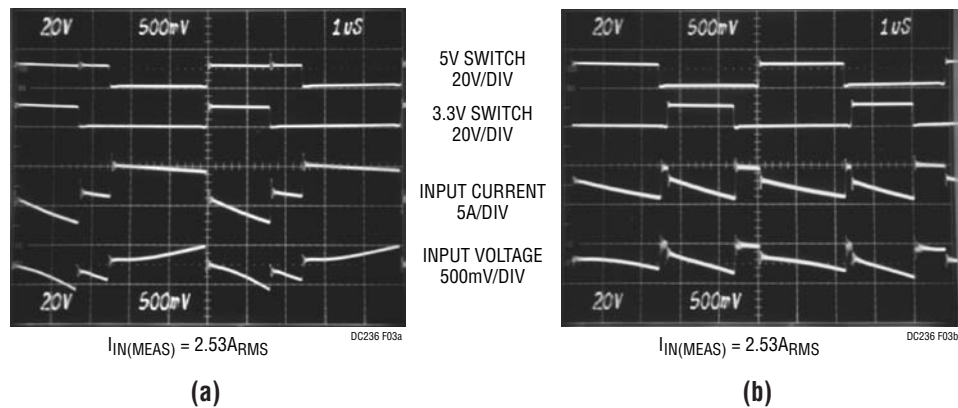 20V 500mV 1uS
5V SWITCH
20V/DIV
3.3V SWITCH
20V/DIV
INPUT CURRENT
5A/DIV
INPUT VOLTAGE
500mV/DIV
20V 500mV
DC236 F03a
IIN(MEAS) = 2.53ARMS
(a)
20V 500mV 1uS
20V 500mV
DC236 F03b
IIN(MEAS) = 2.53ARMS
(b)